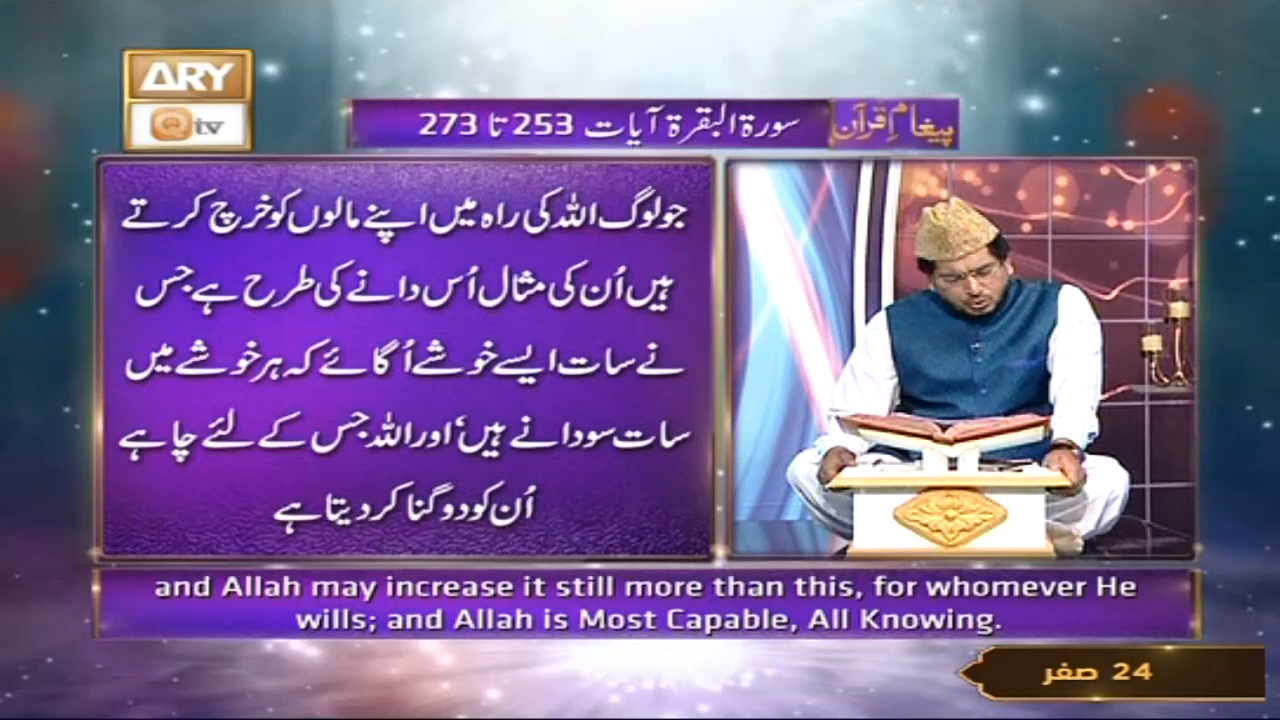 ARY
Qtv
پیغامِ قرآن
سورۃ البقرۃ آیات 253 تا 273
جو لوگ اللہ کی راہ میں اپنے مالوں کو خرچ کرتے
ہیں اُن کی مثال اُس دانے کی طرح ہے جس
نے سات ایسے خوشے اُگائے کہ ہر خوشے میں
سات سو دانے ہیں، اور اللہ جس کے لئے چاہے
اُن کو دوگنا کردیتا ہے
and Allah may increase it still more than this, for whomever He
wills; and Allah is Most Capable, All Knowing.
24 صفر